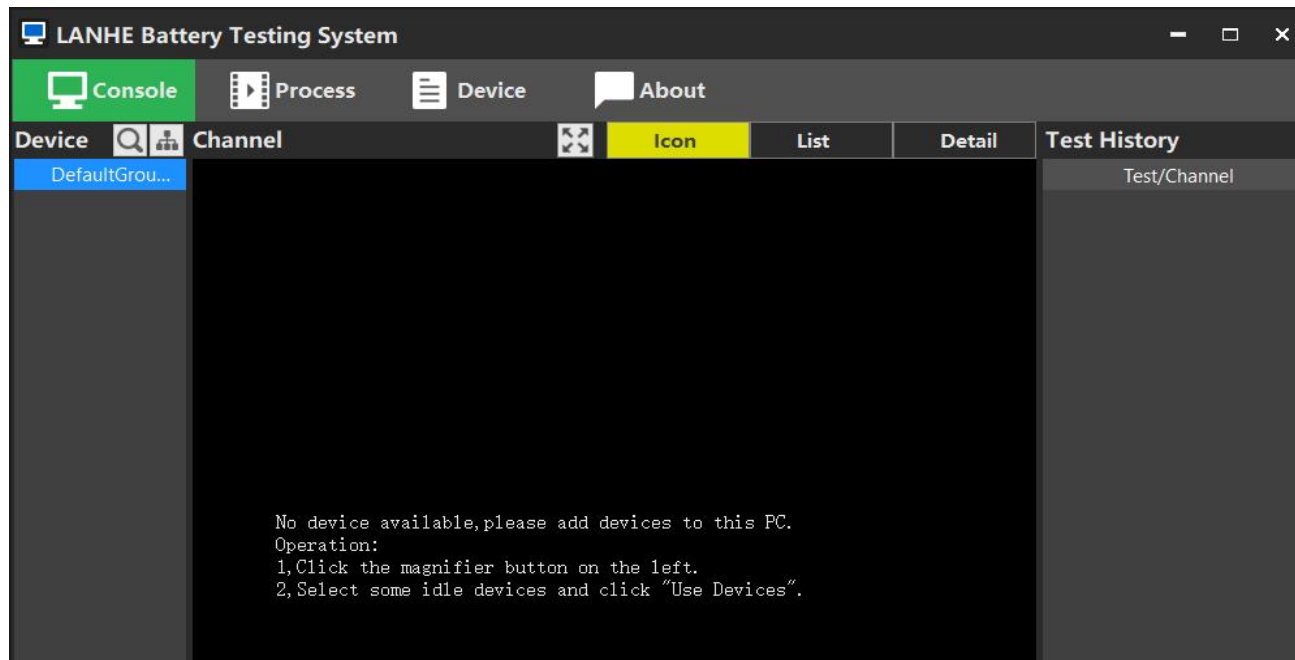 LANHE Battery Testing System
Console Process Device About
Device Channel Icon List Detail Test History
DefaultGrou... Test/Channel
No device available,please add devices to this PC.
Operation:
1,Click the magnifier button on the left.
2,Select some idle devices and click "Use Devices".